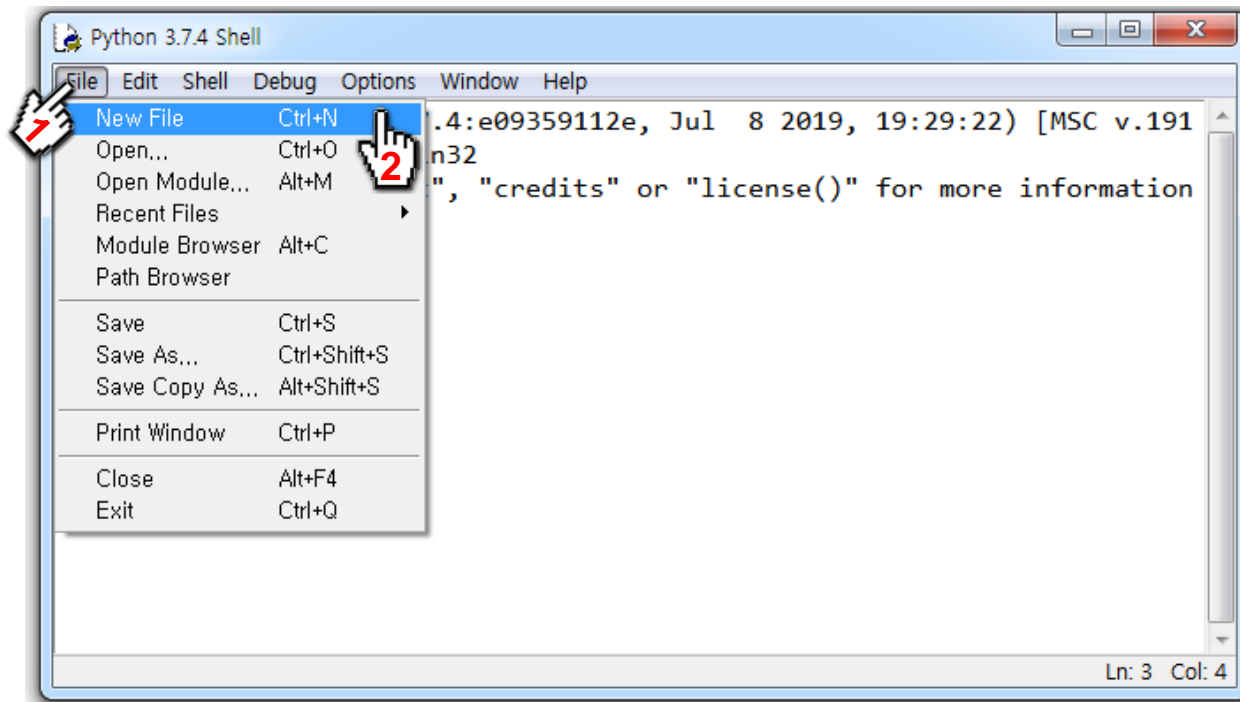 Python 3.7.4 Shell
File Edit Shell Debug Options Window Help
1
New File Ctrl+N
2
Open... Ctrl+O
Open Module... Alt+M
Recent Files
Module Browser Alt+C
Path Browser
Save Ctrl+S
Save As... Ctrl+Shift+S
Save Copy As... Alt+Shift+S
Print Window Ctrl+P
Close Alt+F4
Exit Ctrl+Q
.4:e09359112e, Jul 8 2019, 19:29:22) [MSC v.191
n32
", "credits" or "license()" for more information
Ln: 3 Col: 4